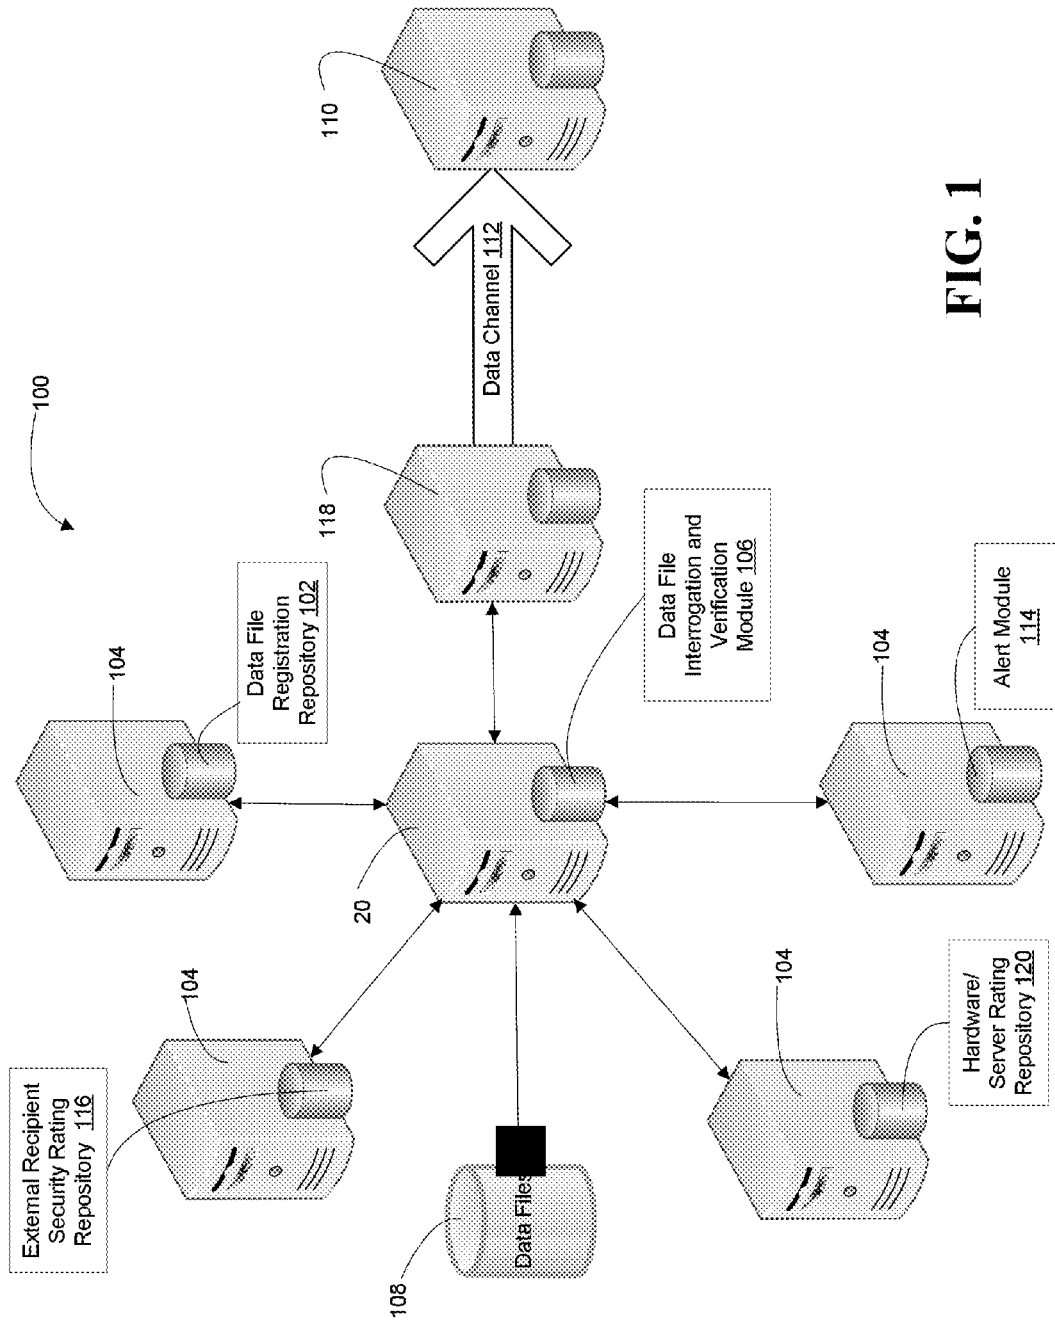 External Recipient
Security Rating
Repository 116
100
104
104
Data File
Registration
Repository 102
118
110
20
108
Data Channel 112
Data Files
Data File
Interrogation and
Verification
Module 106
104
104
Hardware/
Server Rating
Repository 120
Alert Module
114
FIG. 1